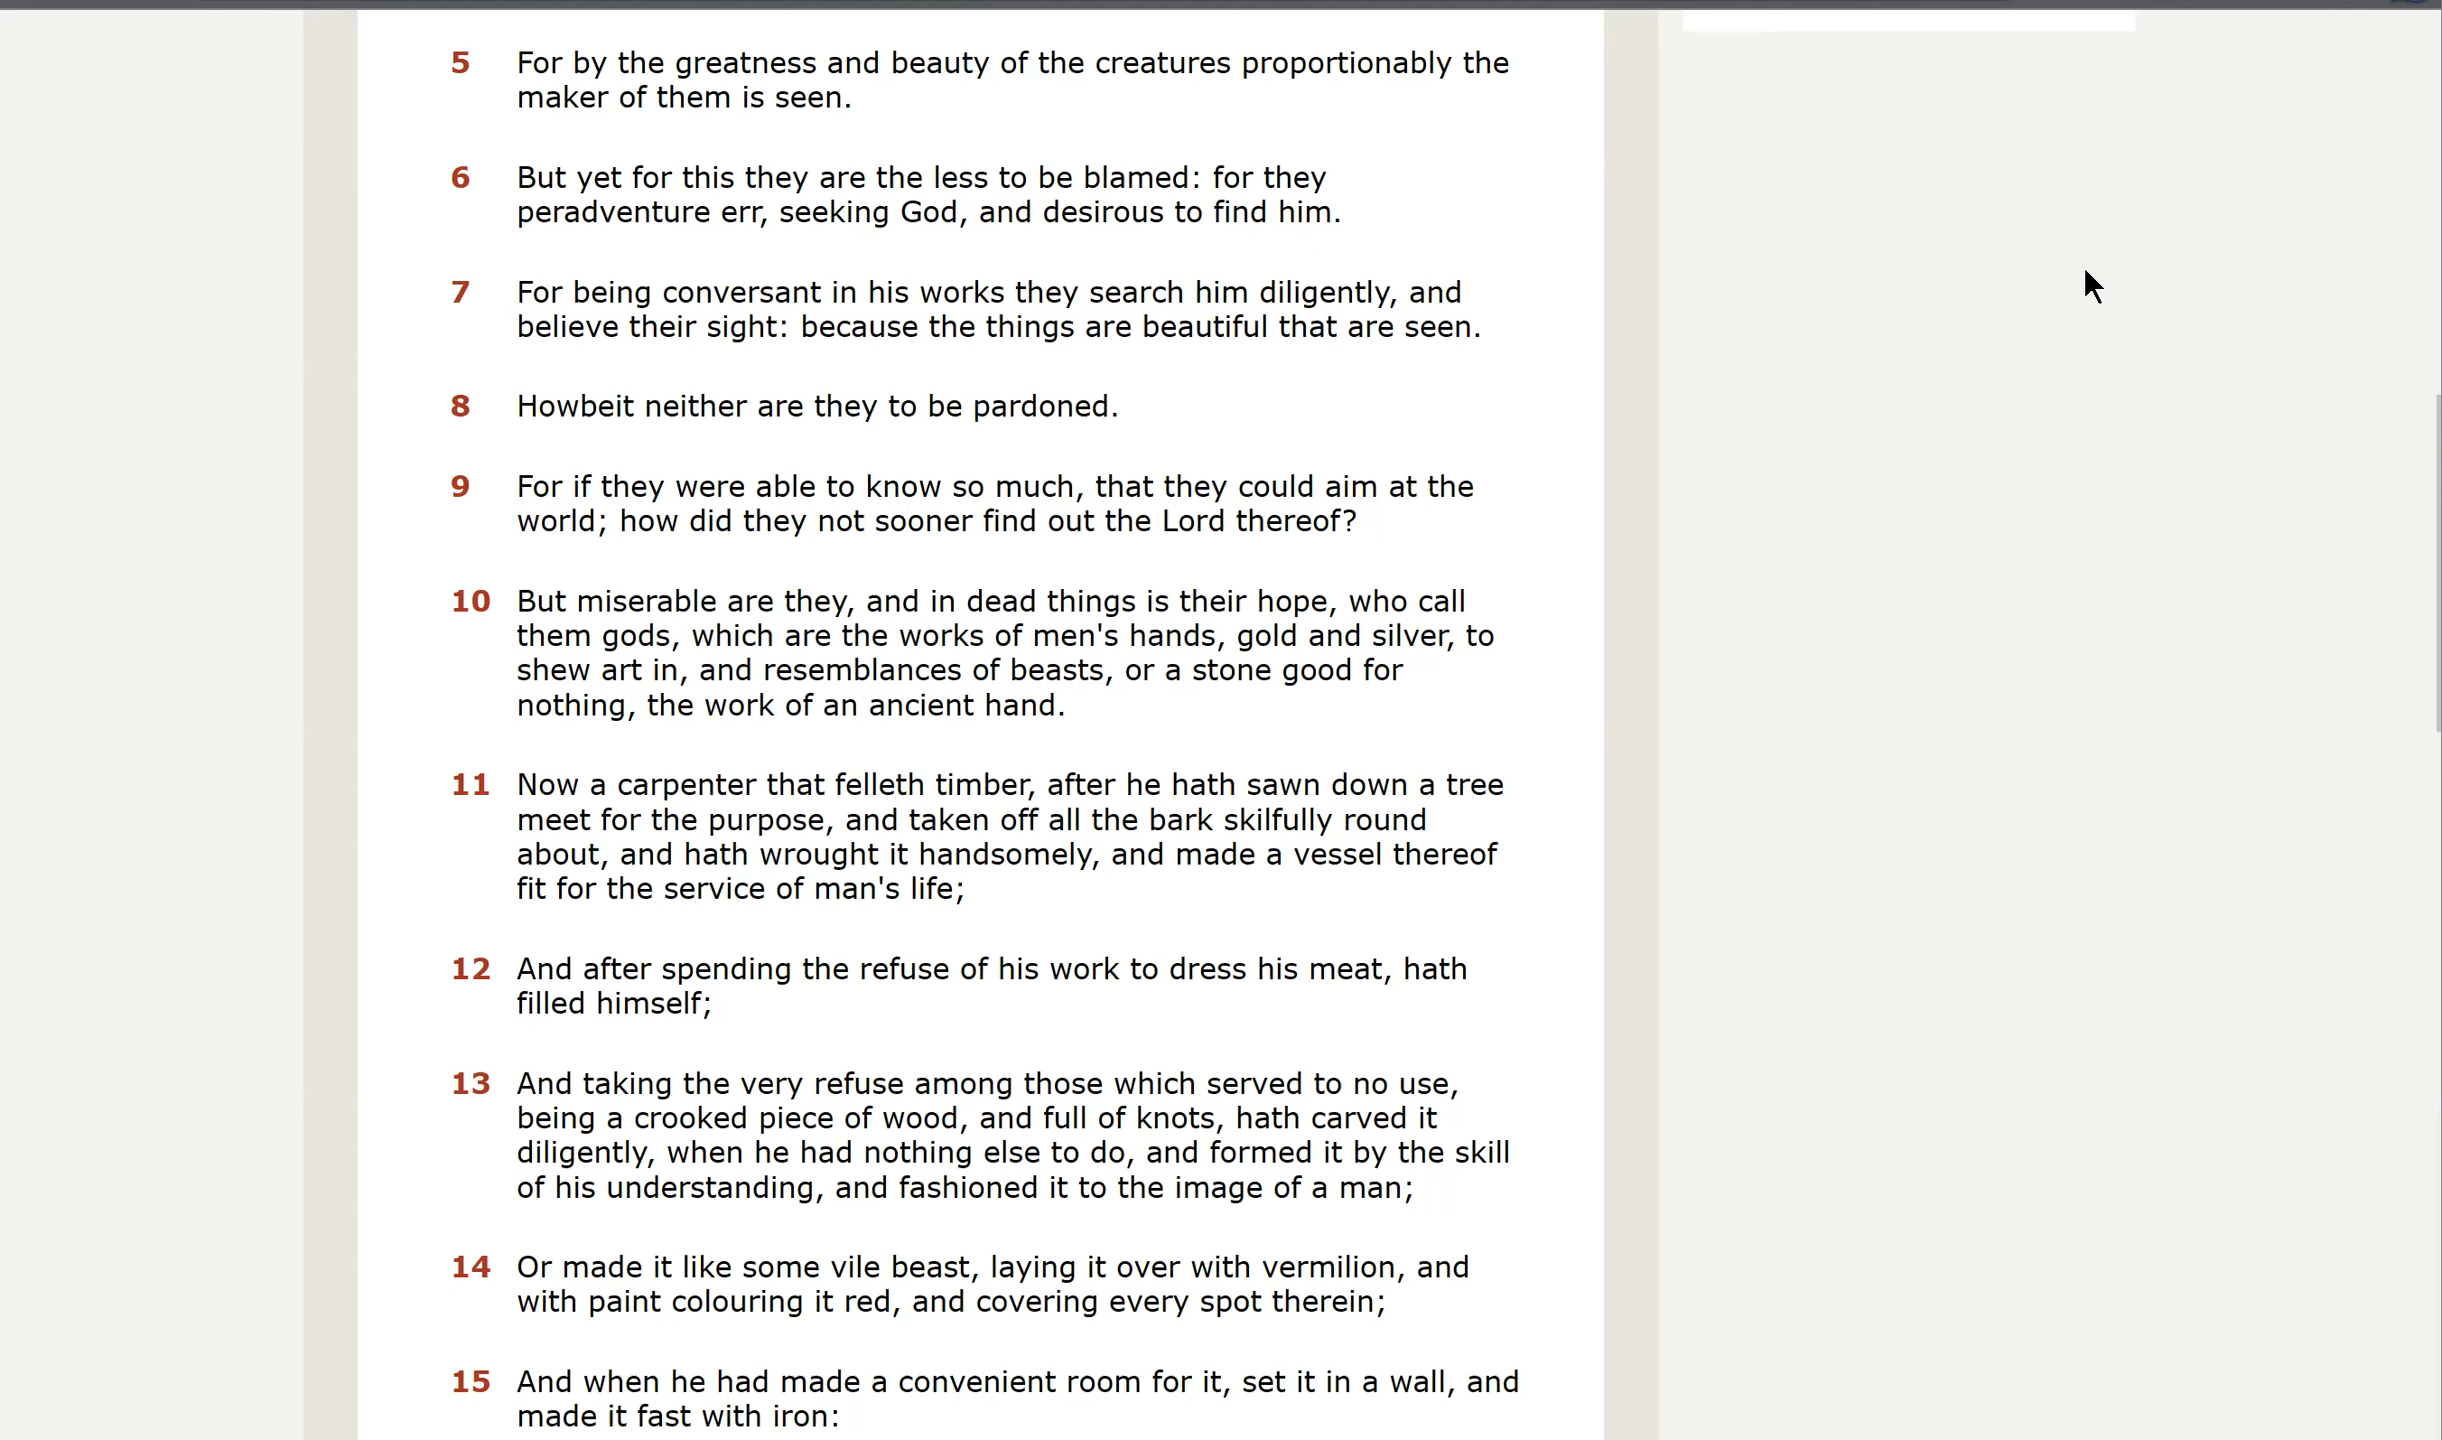 5 For by the greatness and beauty of the creatures proportionably the
maker of them is seen.
6 But yet for this they are the less to be blamed: for they
peradventure err, seeking God, and desirous to find him.
7 For being conversant in his works they search him diligently, and
believe their sight: because the things are beautiful that are seen.
8 Howbeit neither are they to be pardoned.
9 For if they were able to know so much, that they could aim at the
world; how did they not sooner find out the Lord thereof?
10 But miserable are they, and in dead things is their hope, who call
them gods, which are the works of men's hands, gold and silver, to
shew art in, and resemblances of beasts, or a stone good for
nothing, the work of an ancient hand.
11 Now a carpenter that felleth timber, after he hath sawn down a tree
meet for the purpose, and taken off all the bark skilfully round
about, and hath wrought it handsomely, and made a vessel thereof
fit for the service of man's life;
12 And after spending the refuse of his work to dress his meat, hath
filled himself;
13 And taking the very refuse among those which served to no use,
being a crooked piece of wood, and full of knots, hath carved it
diligently, when he had nothing else to do, and formed it by the skill
of his understanding, and fashioned it to the image of a man;
14 Or made it like some vile beast, laying it over with vermilion, and
with paint colouring it red, and covering every spot therein;
15 And when he had made a convenient room for it, set it in a wall, and
made it fast with iron: